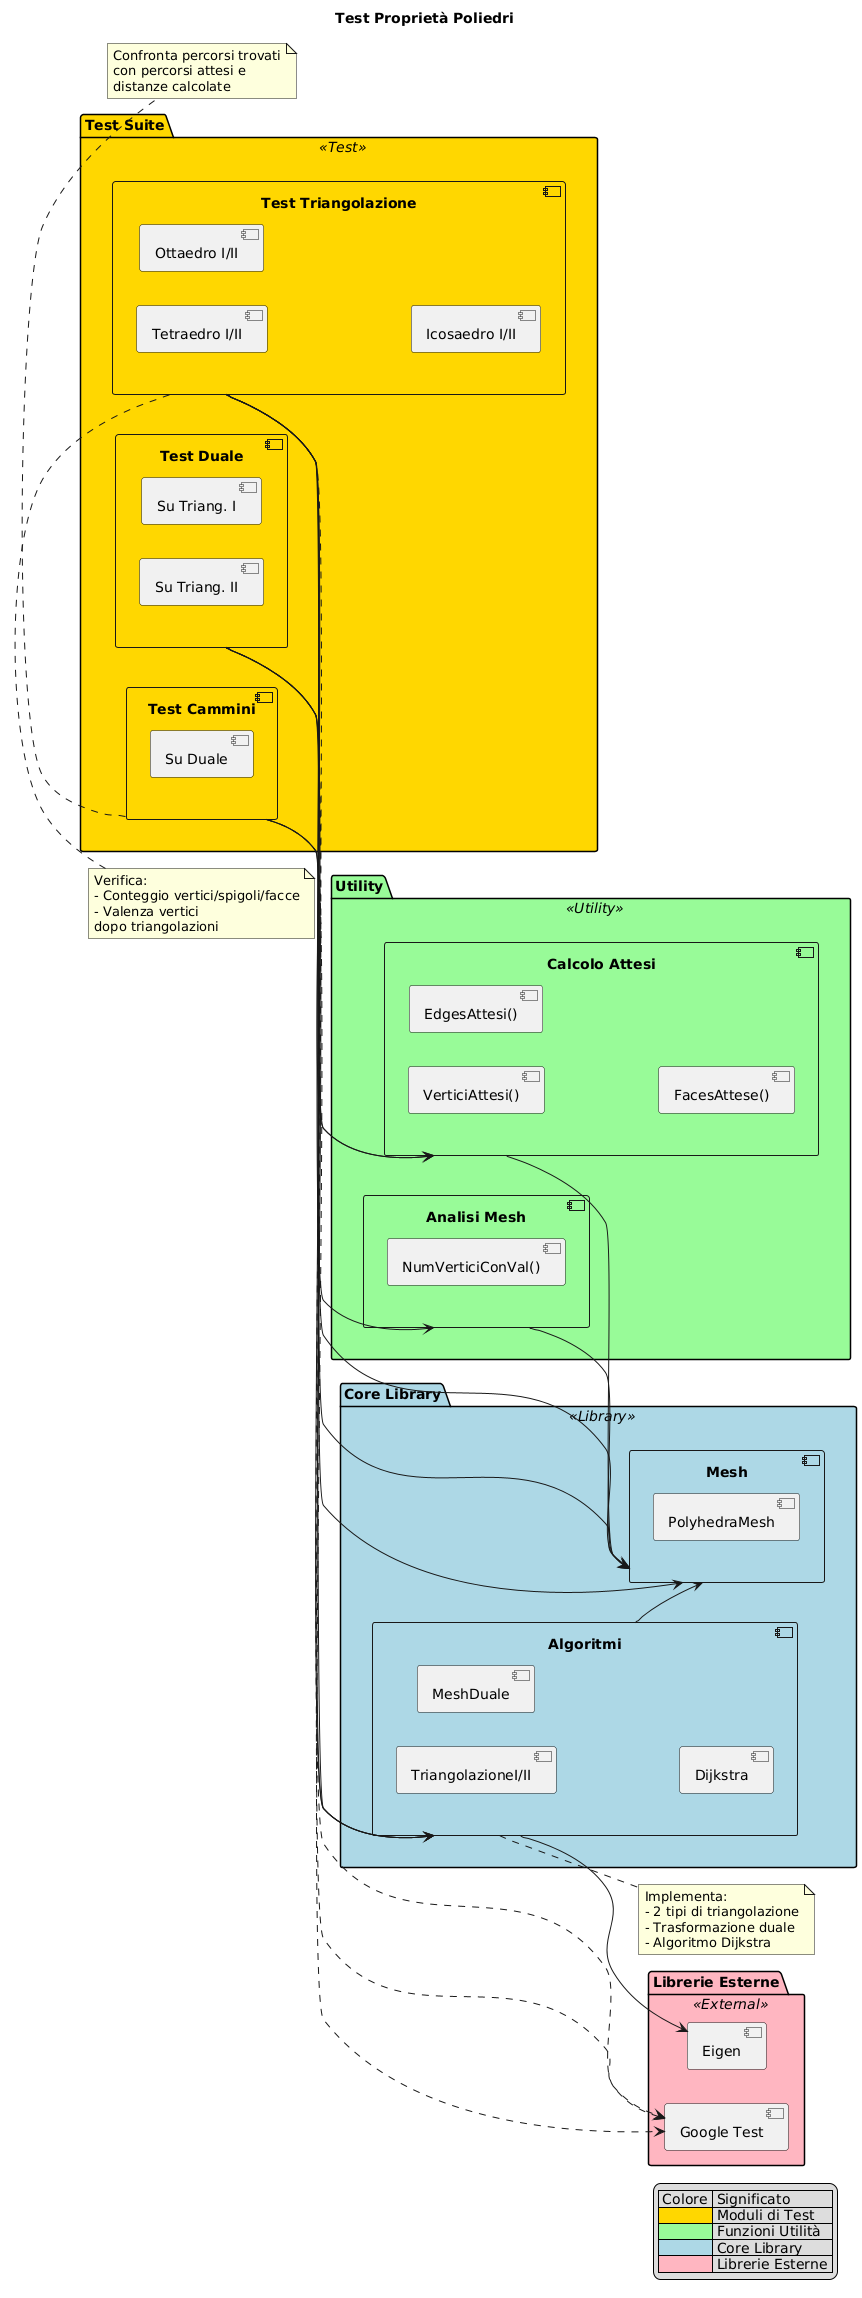 Test Proprietà Poliedri
Confronta percorsi trovati
con percorsi attesi e
distanze calcolate
Test Suite
«Test»
Test Triangolazione
Ottaedro I/II
Tetraedro I/II
Icosaedro I/II
Test Duale
Su Triang. I
Su Triang. II
Test Cammini
Su Duale
Verifica:
- Conteggio vertici/spigoli/facce
- Valenza vertici
dopo triangolazioni
Utility
«Utility»
Calcolo Attesi
EdgesAttesi()
VerticiAttesi()
FacesAttese()
Analisi Mesh
NumVerticiConVal()
Core Library
«Library»
Mesh
PolyhedraMesh
Algoritmi
MeshDuale
TriangolazioneI/II
Dijkstra
Implementa:
- 2 tipi di triangolazione
- Trasformazione duale
- Algoritmo Dijkstra
Librerie Esterne
«External»
Eigen
Google Test
Colore Significato
Moduli di Test
Funzioni Utilità
Core Library
Librerie Esterne